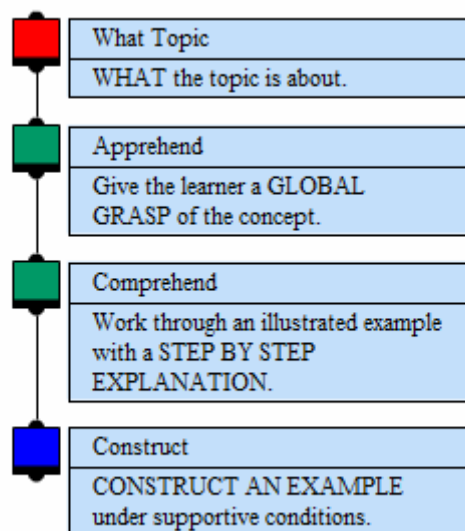 What Topic
WHAT the topic is about.
Apprehend
Give the learner a GLOBAL
GRASP of the concept.
Comprehend
Work through an illustrated example
with a STEP BY STEP
EXPLANATION.
Construct
CONSTRUCT AN EXAMPLE
under supportive conditions.